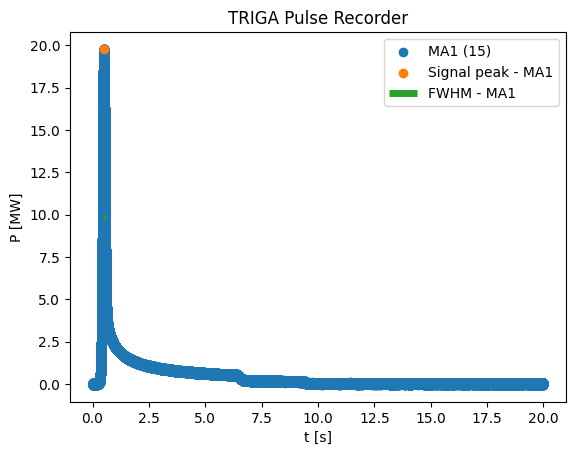 TRIGA Pulse Recorder
MA1 (15)
Signal peak - MA1
FWHM - MA1
P [MW]
20.0
17.5
15.0
12.5
10.0
7.5
5.0
2.5
0.0
0.0 2.5 5.0 7.5 10.0 12.5 15.0 17.5 20.0
t [s]